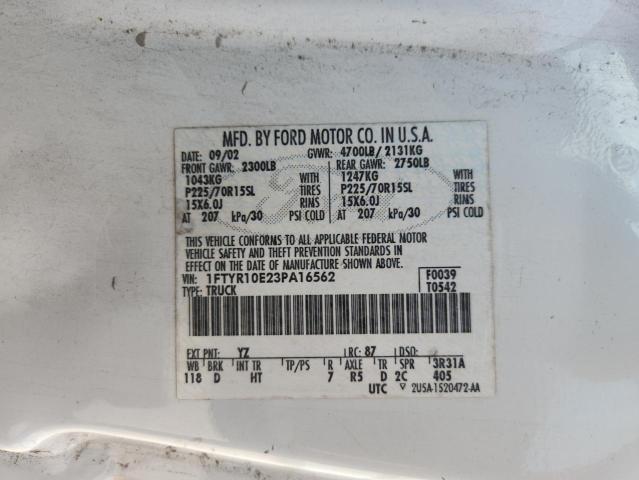 MFD. BY FORD MOTOR CO. IN U.S.A.
DATE: 09/02 GVWR: 4700LB/ 2131KG
FRONT GAWR: 2300LB REAR GAWR: 2750LB
1043KG WITH 1247KG WITH
P225/70R15SL TIRES P225/70R15SL TIRES
15X6.0J RIMS 15X6.0J RIMS
AT 207 kPa/30 PSI COLD AT 207 kPa/30 PSI COLD
THIS VEHICLE CONFORMS TO ALL APPLICABLE FEDERAL MOTOR
VEHICLE SAFETY AND THEFT PREVENTION STANDARDS IN
EFFECT ON THE DATE OF MANUFACTURE SHOWN ABOVE.
VIN: 1FTYR10E23PA16562 F0039
TYPE: TRUCK T0542
EXT PNT: YZ RC: 87 DSO:
WB BRK INT TR TP/PS R AXLE TR SPR 3R31A
118 D HT 7 R5 D 2C 405
UTC 2U5A-1520472-AA